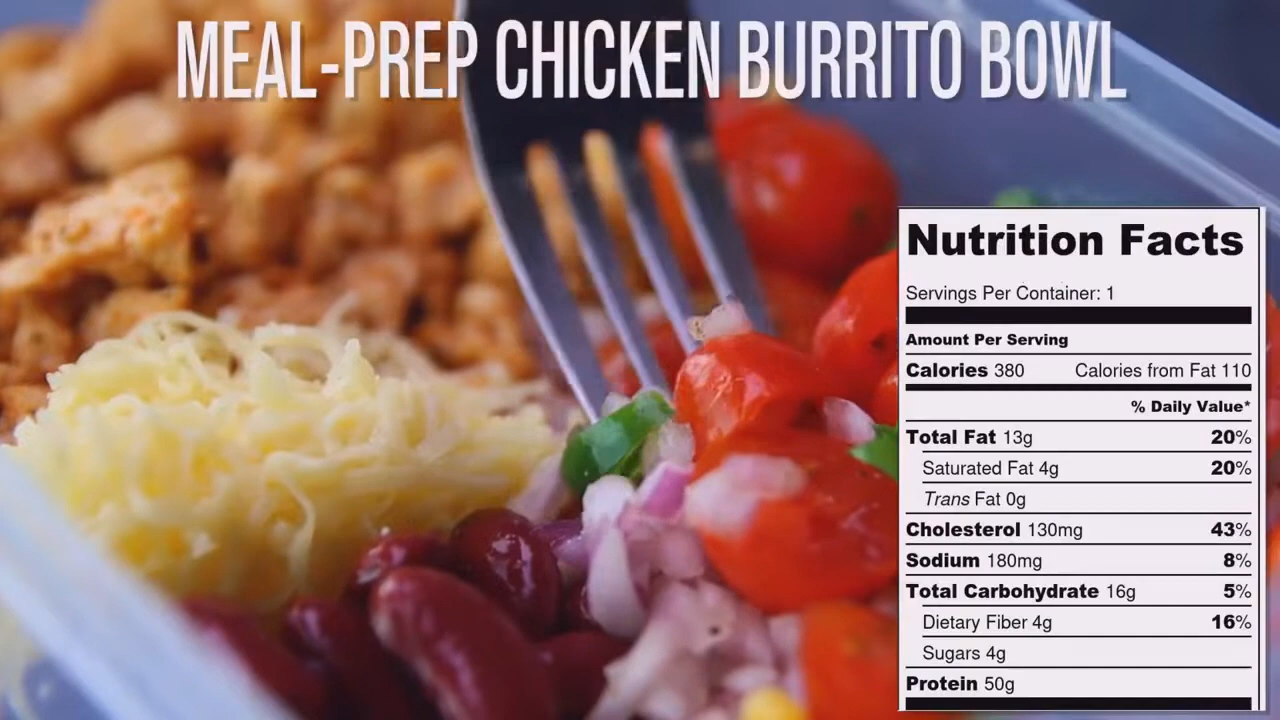 MEAL-PREP CHICKEN BURRITO BOWL
Nutrition Facts
Servings Per Container: 1
Amount Per Serving
Calories 380 Calories from Fat 110
% Daily Value*
Total Fat 13g 20%
Saturated Fat 4g 20%
Trans Fat 0g
Cholesterol 130mg 43%
Sodium 180mg 8%
Total Carbohydrate 16g 5%
Dietary Fiber 4g 16%
Sugars 4g
Protein 50g